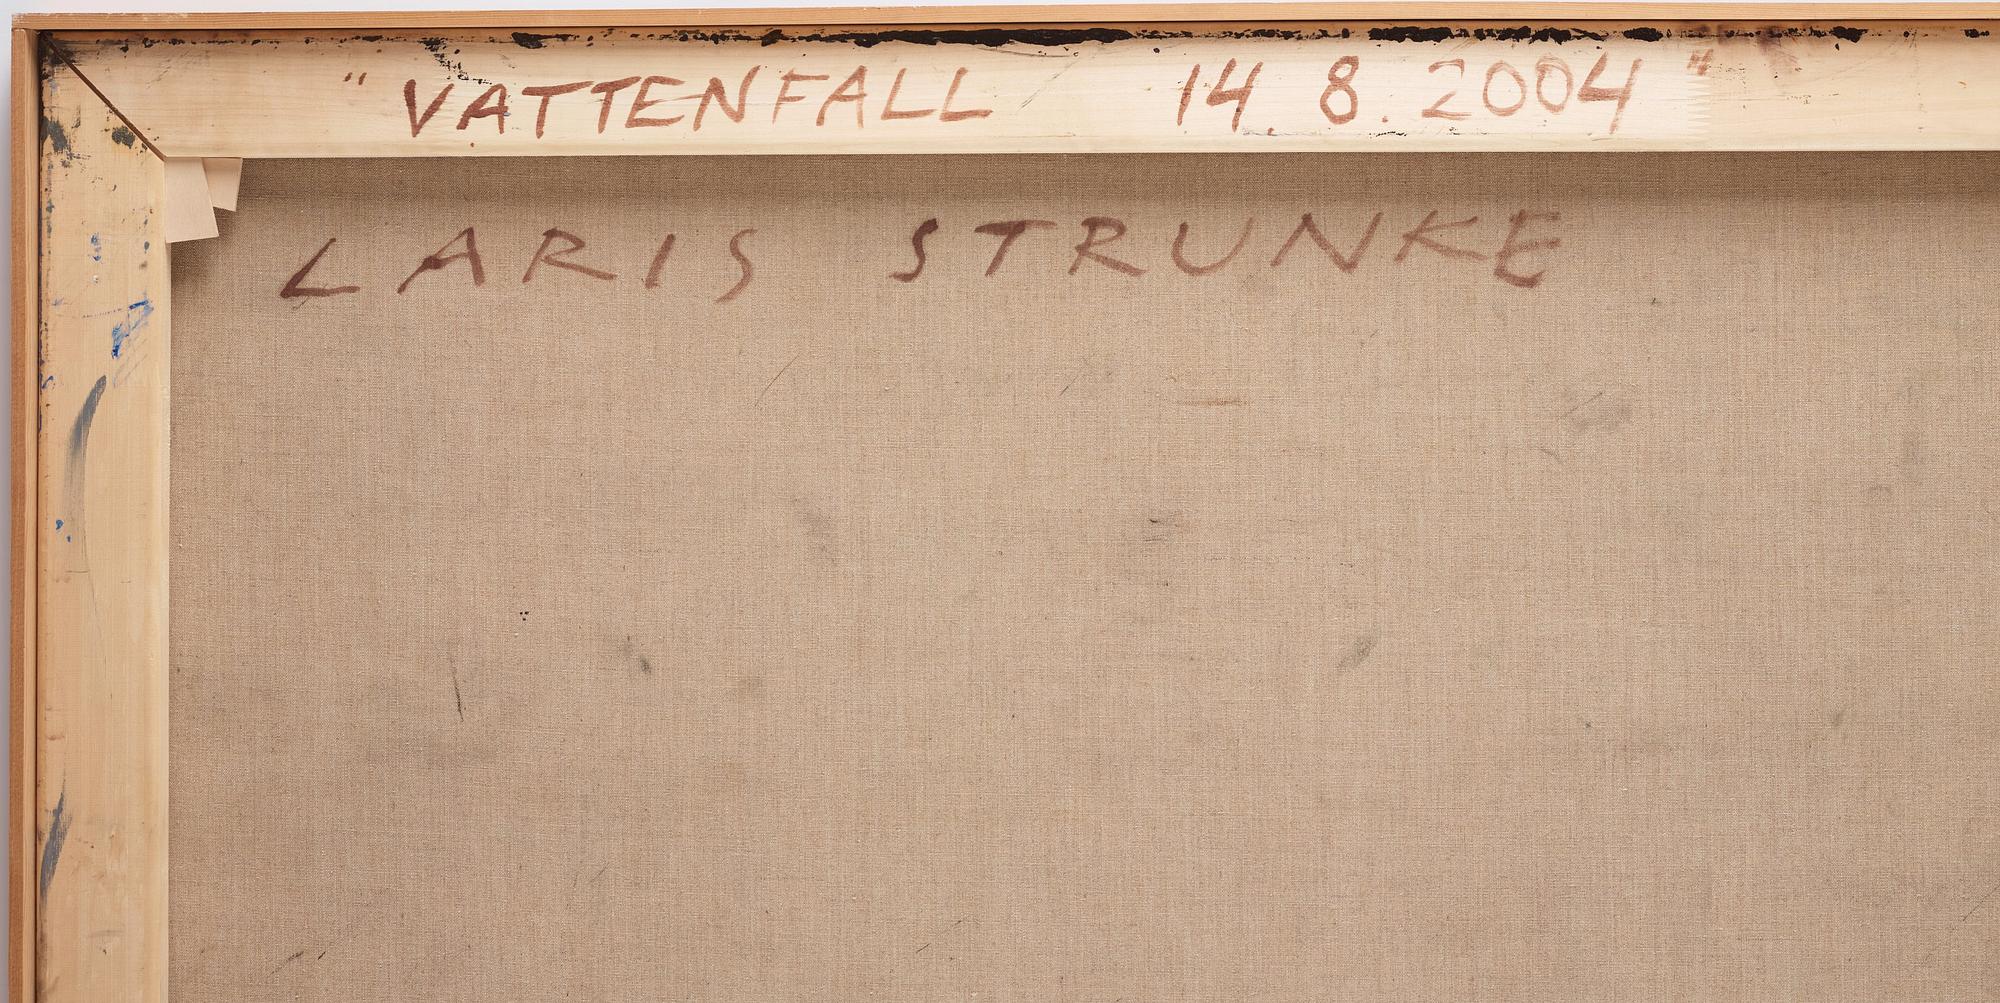 "VATTENFALL 14.8.2004"
LARIS STRUNKE